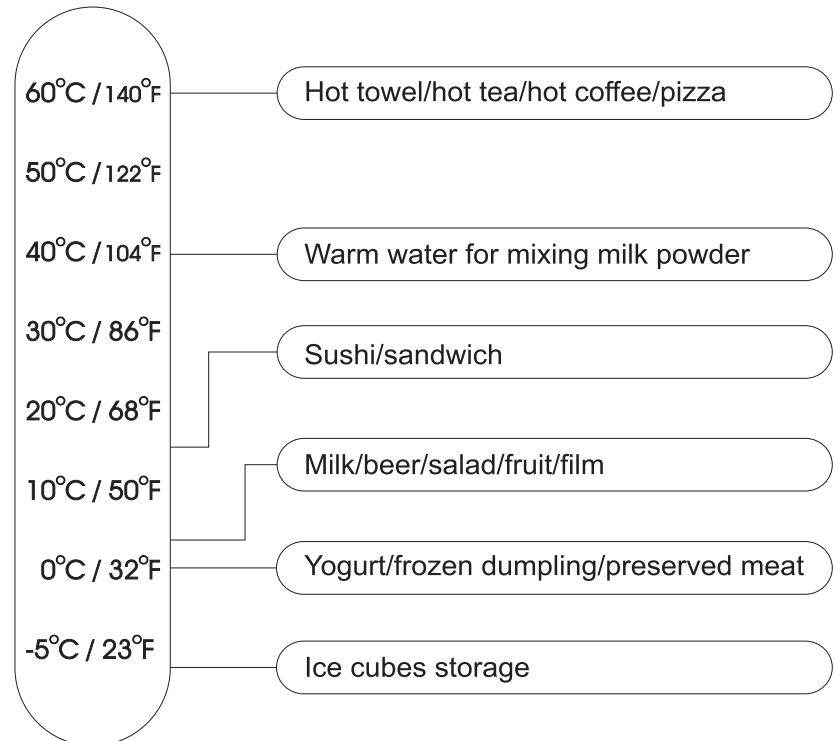 60°C / 140°F
Hot towel/hot tea/hot coffee/pizza
50°C / 122°F
40°C / 104°F
Warm water for mixing milk powder
30°C / 86°F
Sushi/sandwich
20°C / 68°F
Milk/beer/salad/fruit/film
10°C / 50°F
0°C / 32°F
Yogurt/frozen dumpling/preserved meat
-5°C / 23°F
Ice cubes storage